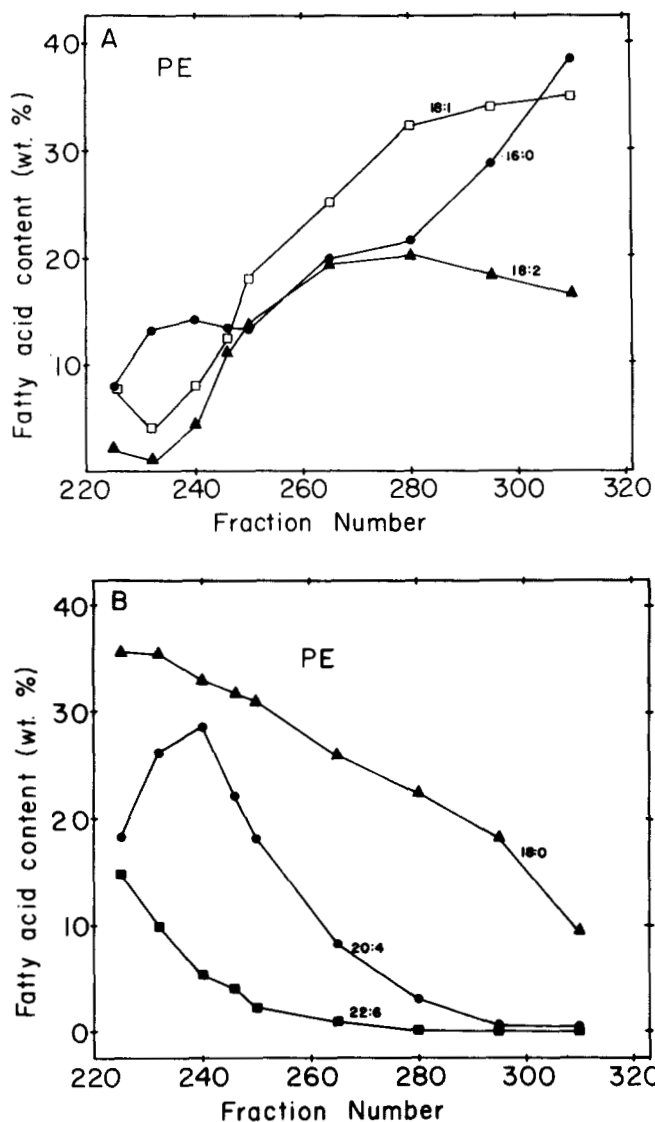 A
PE
40
30
20
10
Fatty acid content (wt. %)
18:1
16:0
18:2
220 240 260 280 300 320
Fraction Number
B
PE
40
30
20
10
0
Fatty acid content (wt. %)
18:0
20:4
22:6
220 240 260 280 300 320
Fraction Number